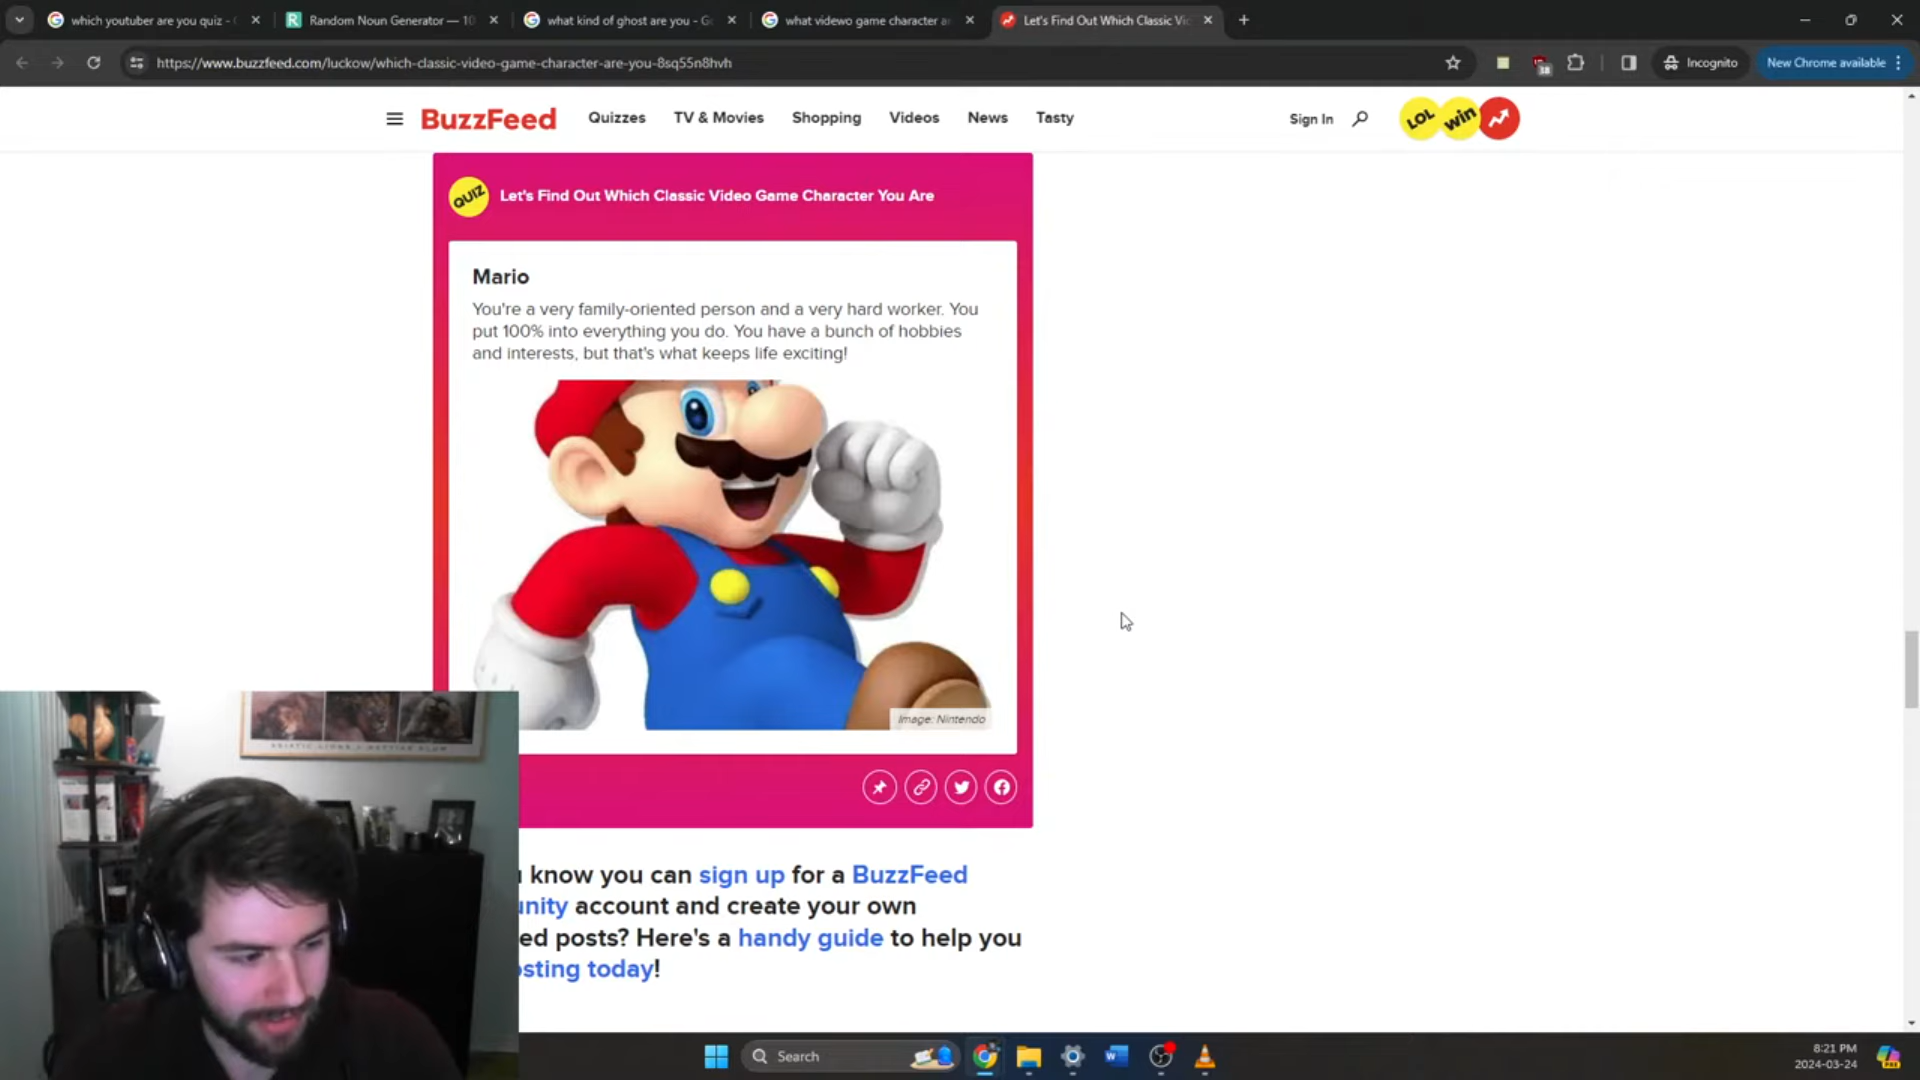 which youtuber are you quiz -
Random Noun Generator — 10
what kind of ghost are you - Go
what videwo game character a
Let's Find Out Which Classic Vi
https://www.buzzfeed.com/luckow/which-classic-video-game-character-are-you-8sq55n8hvh
18
Incognito
New Chrome available
BuzzFeed
Quizzes
TV & Movies
Shopping
Videos
News
Tasty
Sign In
LOL
win
QUIZ
Let's Find Out Which Classic Video Game Character You Are
Mario
You're a very family-oriented person and a very hard worker. You
put 100% into everything you do. You have a bunch of hobbies
and interests, but that's what keeps life exciting!
Image: Nintendo
know you can sign up for a BuzzFeed
unity account and create your own
ed posts? Here's a handy guide to help you
osting today!
Search
8:21 PM
2024-03-24